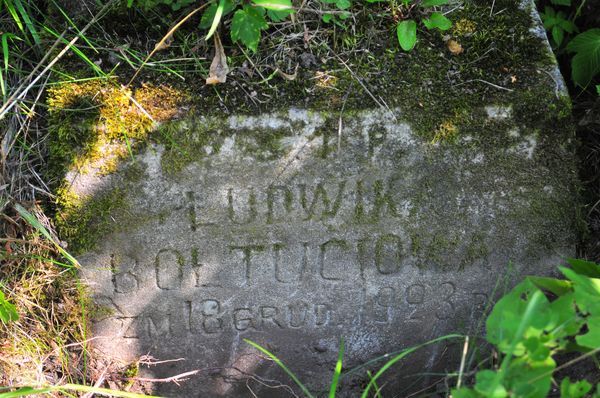 Ś. P.
LUDWIKA
BOŁTUCIOWA
ZM 18 GRUD. 1923 R